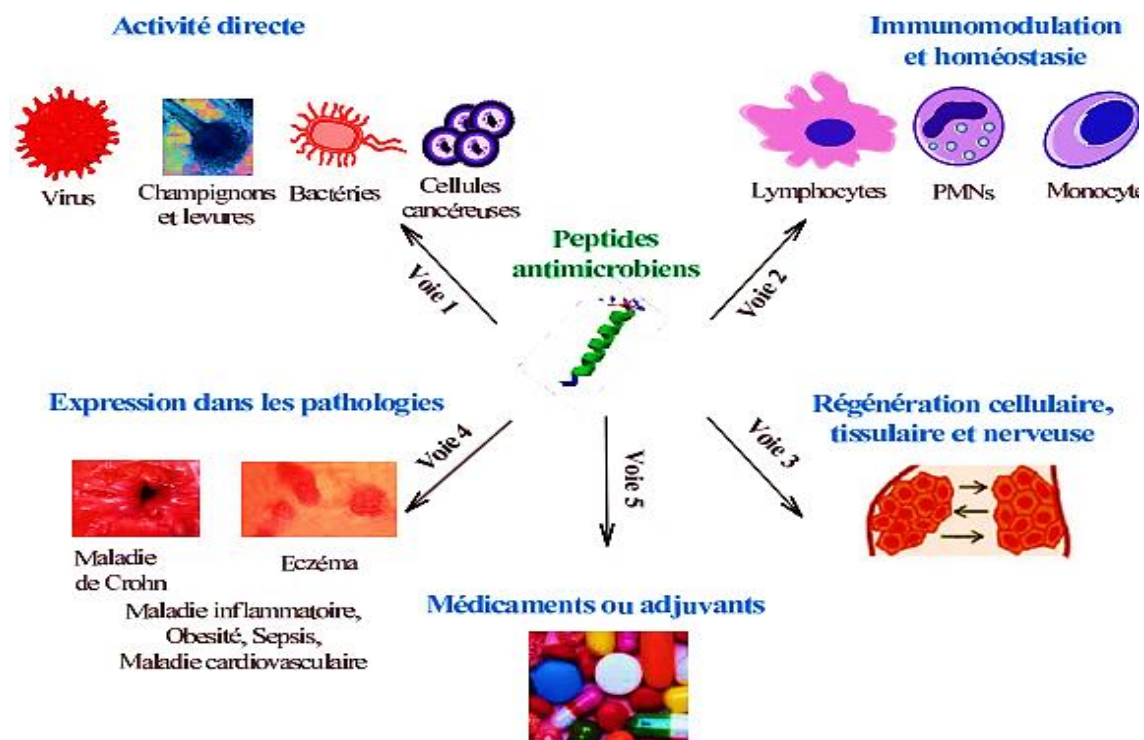 Activité directe
Virus
Champignons
et levures
Bactéries
Cellules
cancéreuses
Immunomodulation
et homéostasie
Lymphocytes
PMNs
Monocyte
Peptides
antimicrobiens
Voie 1
Voie 2
Expression dans les pathologies
Voie 4
Maladie
de Crohn
Eczéma
Maladie inflammatoire,
Obesité, Sepsis,
Maladie cardiovasculaire
Voie 5
Médicaments ou adjuvants
Voie 3
Régénération cellulaire,
tissulaire et nerveuse